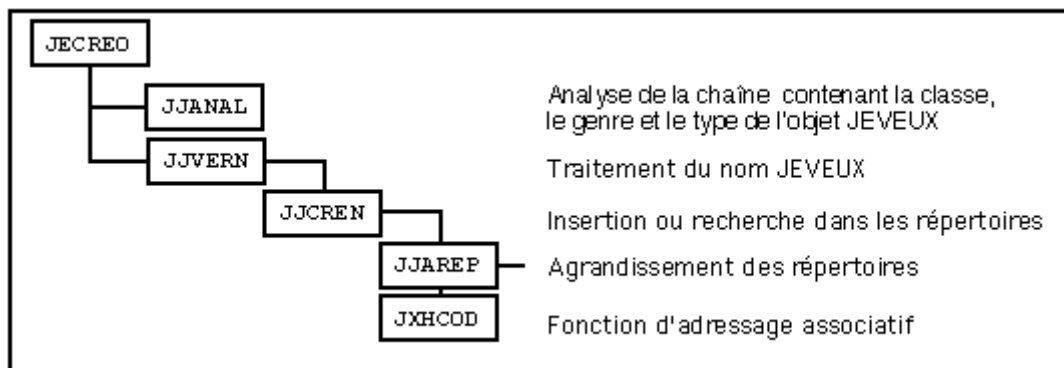 JECREO
JJANAL
Analyse de la chaîne contenant la classe,
le genre et le type de l'objet JEVEUX
JJVERN
Traitement du nom JEVEUX
JJCREN
Insertion ou recherche dans les répertoires
JJAREP
Agrandissement des répertoires
JXHCOD
Fonction d'adressage associatif